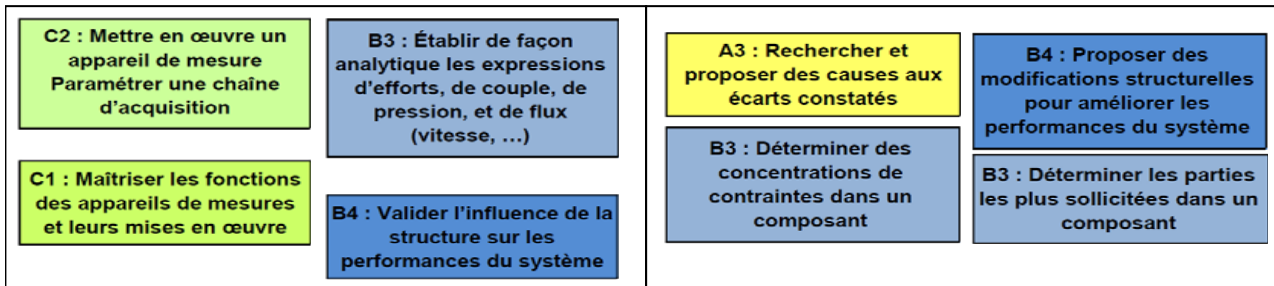 C2 : Mettre en œuvre un
appareil de mesure
Paramétrer une chaîne
d'acquisition
C1 : Maîtriser les fonctions
des appareils de mesures
et leurs mises en œuvre
B3 : Établir de façon
analytique les expressions
d'efforts, de couple, de
pression, et de flux
(vitesse, ...)
B4 : Valider l'influence de la
structure sur les
performances du système
A3 : Rechercher et
proposer des causes aux
écarts constatés
B3 : Déterminer des
concentrations de
contraintes dans un
composant
B4 : Proposer des
modifications structurelles
pour améliorer les
performances du système
B3 : Déterminer les parties
les plus sollicitées dans un
composant